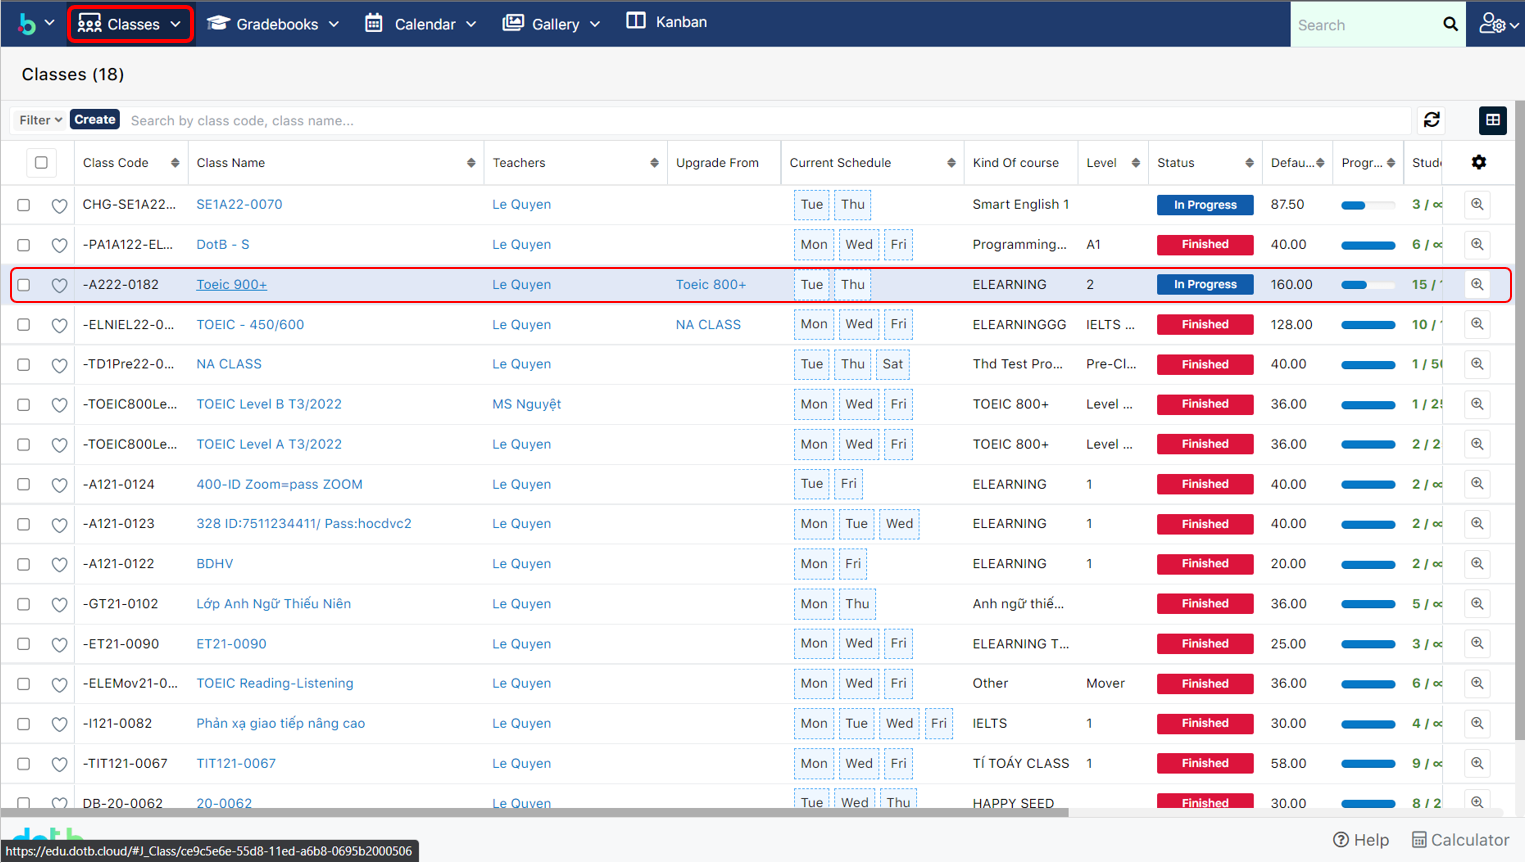 Classes Gradebooks Calendar Gallery Kanban Search
Classes (18)
Filter Create Search by class code, class name...
Class Code Class Name Teachers Upgrade From Current Schedule Kind Of course Level Status Defau... Progr... Stude
CHG-SE1A22... SE1A22-0070 Le Quyen Tue Thu Smart English 1 In Progress 87.50 3 / ∞
-PA1A122-EL... DotB - S Le Quyen Mon Wed Fri Programming... A1 Finished 40.00 6 / ∞
-A222-0182 Toeic 900+ Le Quyen Toeic 800+ Tue Thu ELEARNING 2 In Progress 160.00 15 / 1
-ELNIEL22-0... TOEIC - 450/600 Le Quyen NA CLASS Mon Wed Fri ELEARNINGGG IELTS ... Finished 128.00 10 / 1
-TD1Pre22-0... NA CLASS Le Quyen Tue Thu Sat Thd Test Pro... Pre-Cl... Finished 40.00 1 / 50
-TOEIC800Le... TOEIC Level B T3/2022 MS Nguyệt Mon Wed Fri TOEIC 800+ Level ... Finished 36.00 1 / 25
-TOEIC800Le... TOEIC Level A T3/2022 Le Quyen Mon Wed Fri TOEIC 800+ Level ... Finished 36.00 2 / 2
-A121-0124 400-ID Zoom=pass ZOOM Le Quyen Tue Fri ELEARNING 1 Finished 40.00 2 / ∞
-A121-0123 328 ID:7511234411/ Pass:hocdvc2 Le Quyen Mon Tue Wed ELEARNING 1 Finished 40.00 2 / ∞
-A121-0122 BDHV Le Quyen Mon Fri ELEARNING 1 Finished 20.00 2 / ∞
-GT21-0102 Lớp Anh Ngữ Thiếu Niên Le Quyen Mon Thu Anh ngữ thiế... Finished 36.00 5 / ∞
-ET21-0090 ET21-0090 Le Quyen Mon Wed Fri ELEARNING T... Finished 25.00 3 / ∞
-ELEMov21-0... TOEIC Reading-Listening Le Quyen Mon Wed Fri Other Mover Finished 36.00 6 / ∞
-I121-0082 Phản xạ giao tiếp nâng cao Le Quyen Mon Tue Wed Fri IELTS 1 Finished 30.00 4 / ∞
-TIT121-0067 TIT121-0067 Le Quyen Mon Wed Fri TÍ TOÁY CLASS 1 Finished 58.00 9 / ∞
DB-20-0062 20-0062 Le Quyen Tue Wed Thu HAPPY SEED Finished 30.00 8 / 2
dotb
Help Calculator
https://edu.dotb.cloud/#J_Class/ce9c5e6e-55d8-11ed-a6b8-0695b2000506